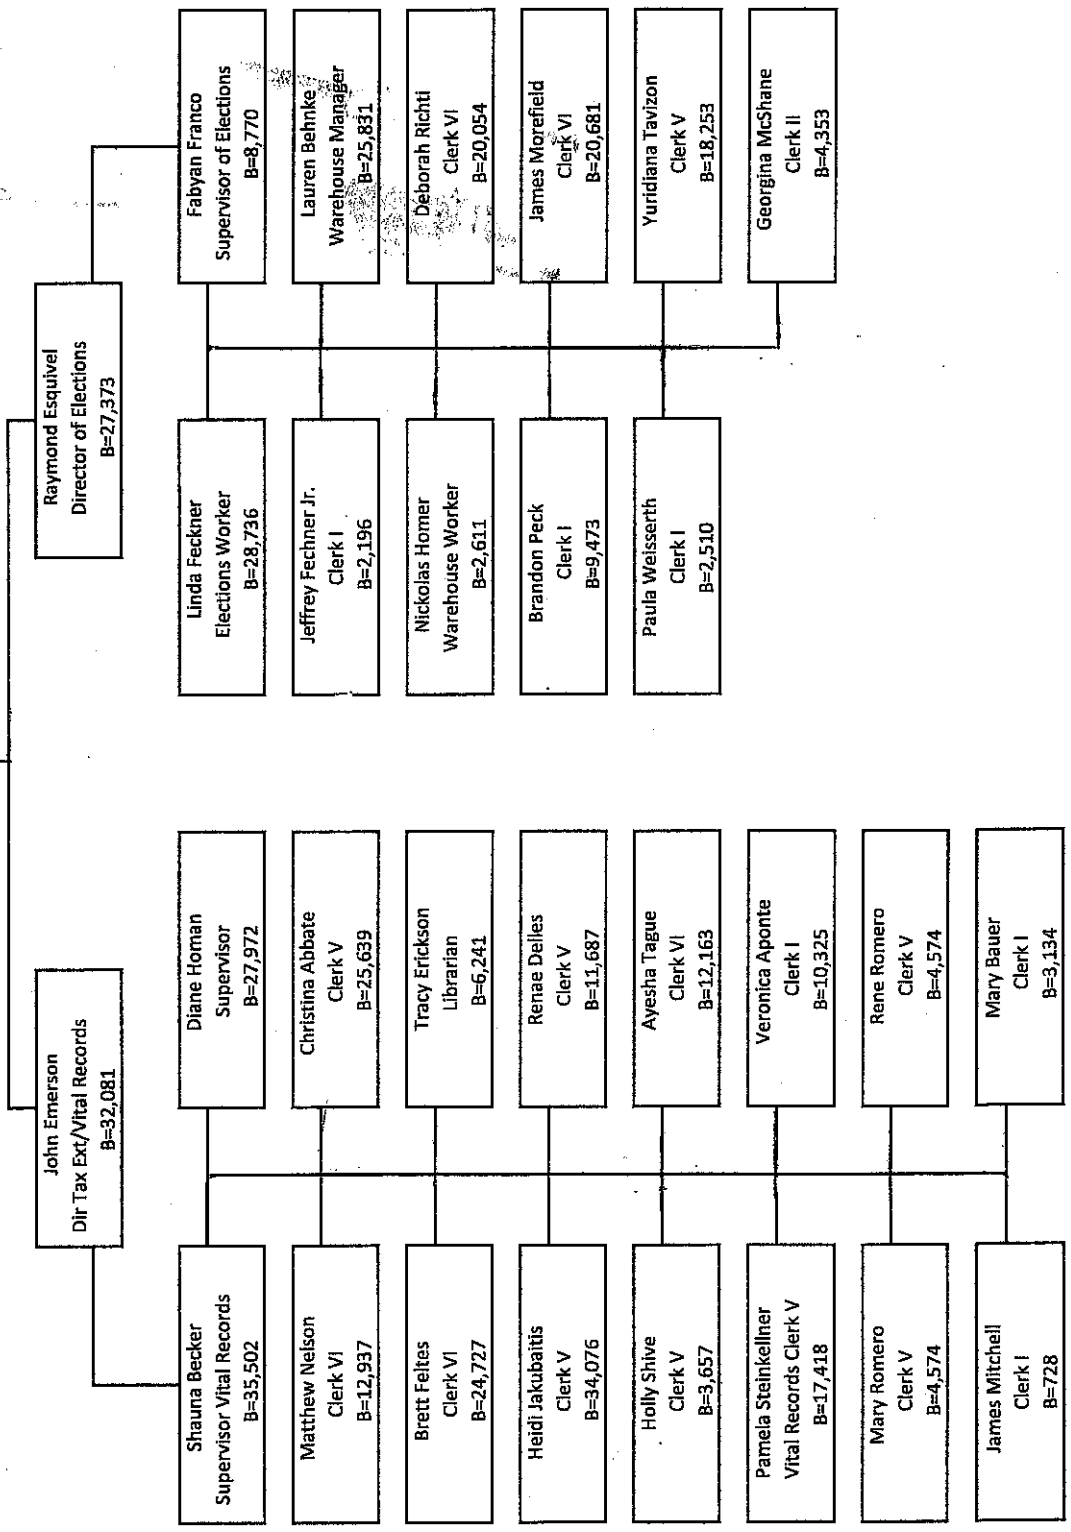 John Emerson
Dir Tax Ext/Vital Records
B=32,081
Raymond Esquivel
Director of Elections
B=27,373
Shauna Becker
Supervisor Vital Records
B=35,502
Diane Homan
Supervisor
B=27,972
Linda Feckner
Elections Worker
B=28,736
Fabyan Franco
Supervisor of Elections
B=8,770
Matthew Nelson
Clerk VI
B=12,937
Christina Abbate
Clerk V
B=25,639
Jeffrey Fechner Jr.
Clerk I
B=2,196
Lauren Behnke
Warehouse Manager
B=25,831
Brett Feltes
Clerk VI
B=24,727
Tracy Erickson
Librarian
B=6,241
Nickolas Homer
Warehouse Worker
B=2,611
Deborah Richti
Clerk VI
B=20,054
Heidi Jakubaitis
Clerk V
B=34,076
Renae Delles
Clerk V
B=11,687
Brandon Peck
Clerk I
B=9,473
James Morefield
Clerk VI
B=20,681
Holly Shive
Clerk V
B=3,657
Ayesha Tague
Clerk VI
B=12,163
Paula Weisserth
Clerk I
B=2,510
Yuridiana Tavizon
Clerk V
B=18,253
Pamela Steinkellner
Vital Records Clerk V
B=17,418
Veronica Aponte
Clerk I
B=10,325
Georgina McShane
Clerk II
B=4,353
Mary Romero
Clerk V
B=4,574
Rene Romero
Clerk V
B=4,574
James Mitchell
Clerk I
B=728
Mary Bauer
Clerk I
B=3,134